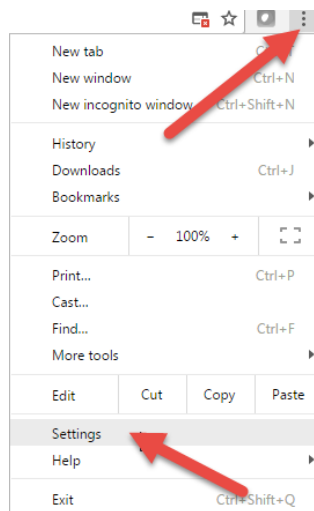 New tab
New window Ctrl+N
New incognito window Ctrl+Shift+N
History
Downloads Ctrl+J
Bookmarks
Zoom - 100% +
Print... Ctrl+P
Cast...
Find... Ctrl+F
More tools
Edit Cut Copy Paste
Settings
Help
Exit Ctrl+Shift+Q